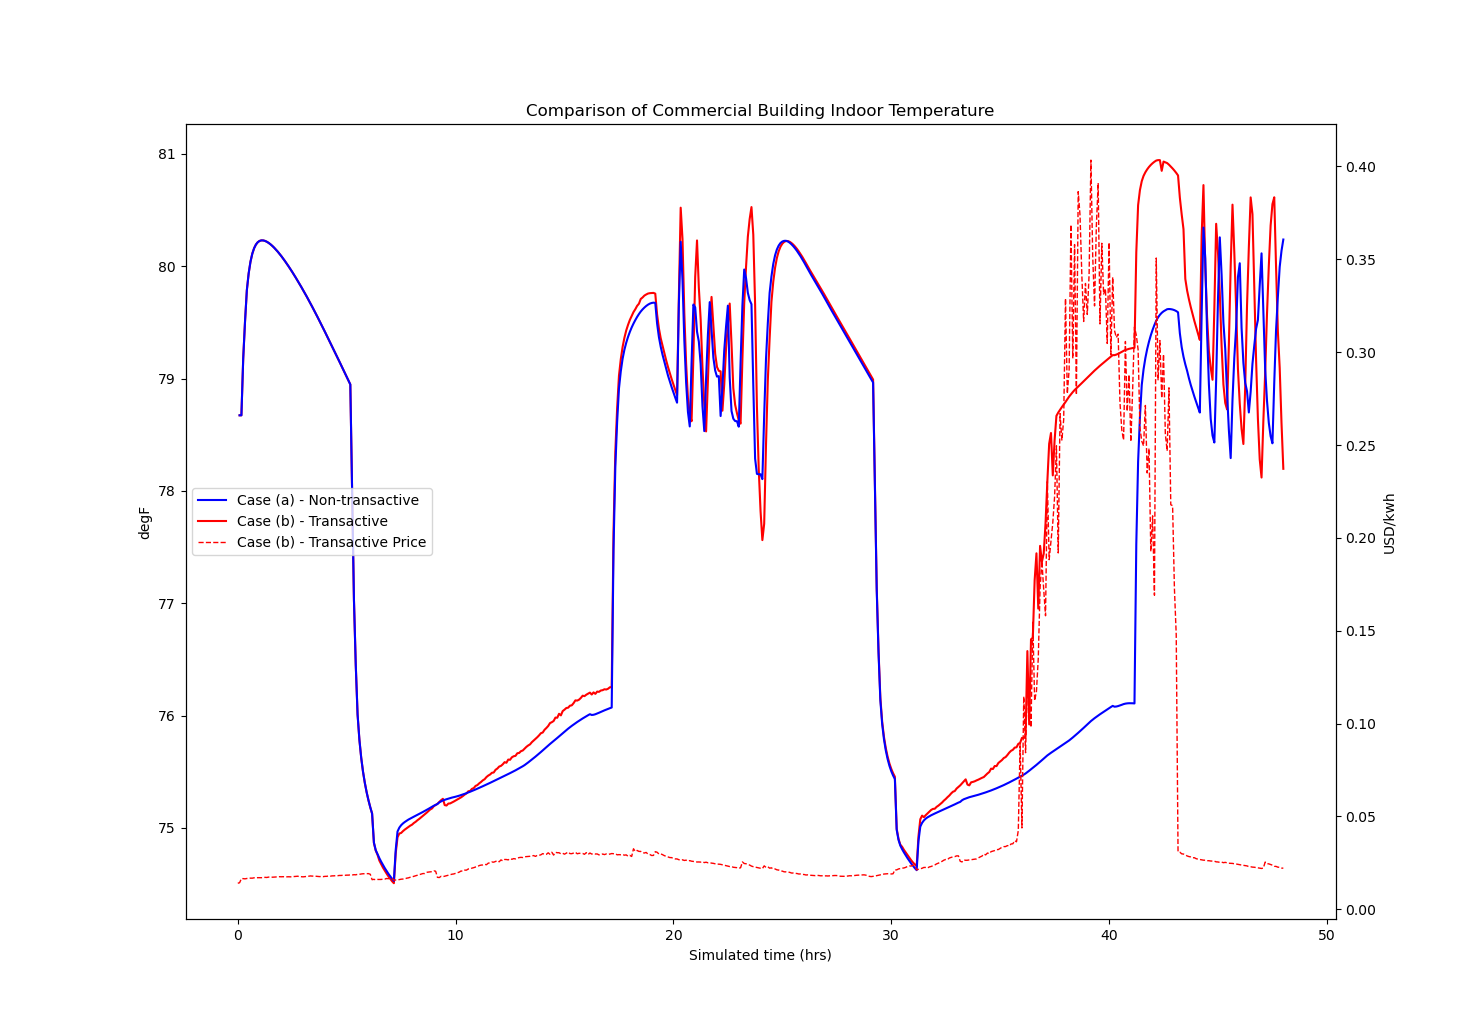 Comparison of Commercial Building Indoor Temperature
81
80
79
78
77
76
75
degF
Case (a) - Non-transactive
Case (b) - Transactive
Case (b) - Transactive Price
0.40
0.35
0.30
0.25
0.20
0.15
0.10
0.05
0.00
USD/kwh
0 10 20 30 40 50
Simulated time (hrs)